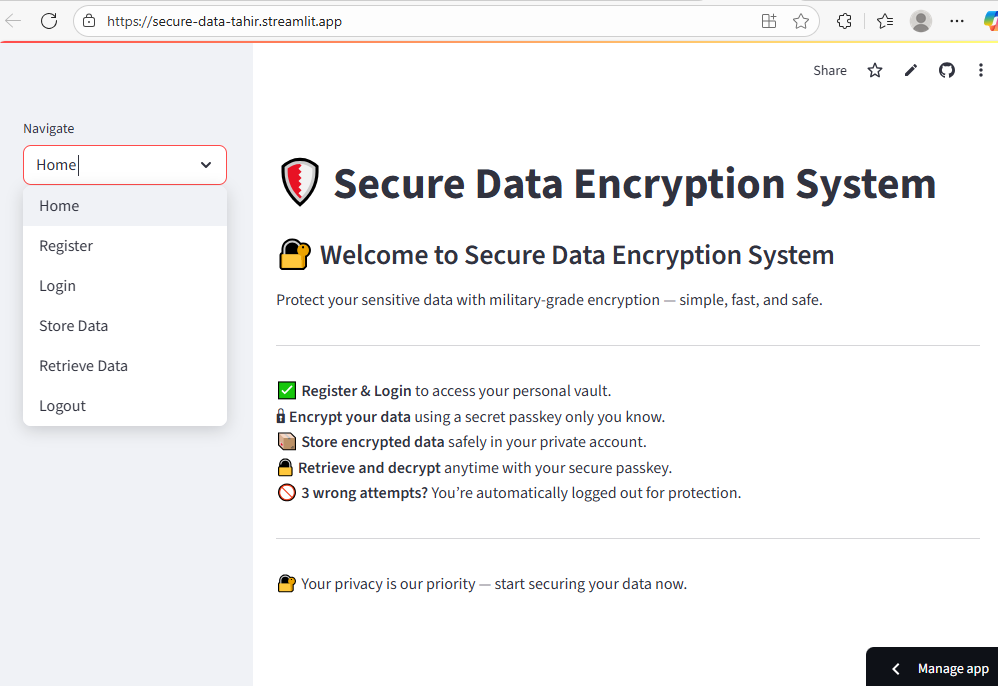 https://secure-data-tahir.streamlit.app
Share
Navigate
Home
Home
Register
Login
Store Data
Retrieve Data
Logout
Secure Data Encryption System
Welcome to Secure Data Encryption System
Protect your sensitive data with military-grade encryption — simple, fast, and safe.
Register & Login to access your personal vault.
Encrypt your data using a secret passkey only you know.
Store encrypted data safely in your private account.
Retrieve and decrypt anytime with your secure passkey.
3 wrong attempts? You’re automatically logged out for protection.
Your privacy is our priority — start securing your data now.
Manage app